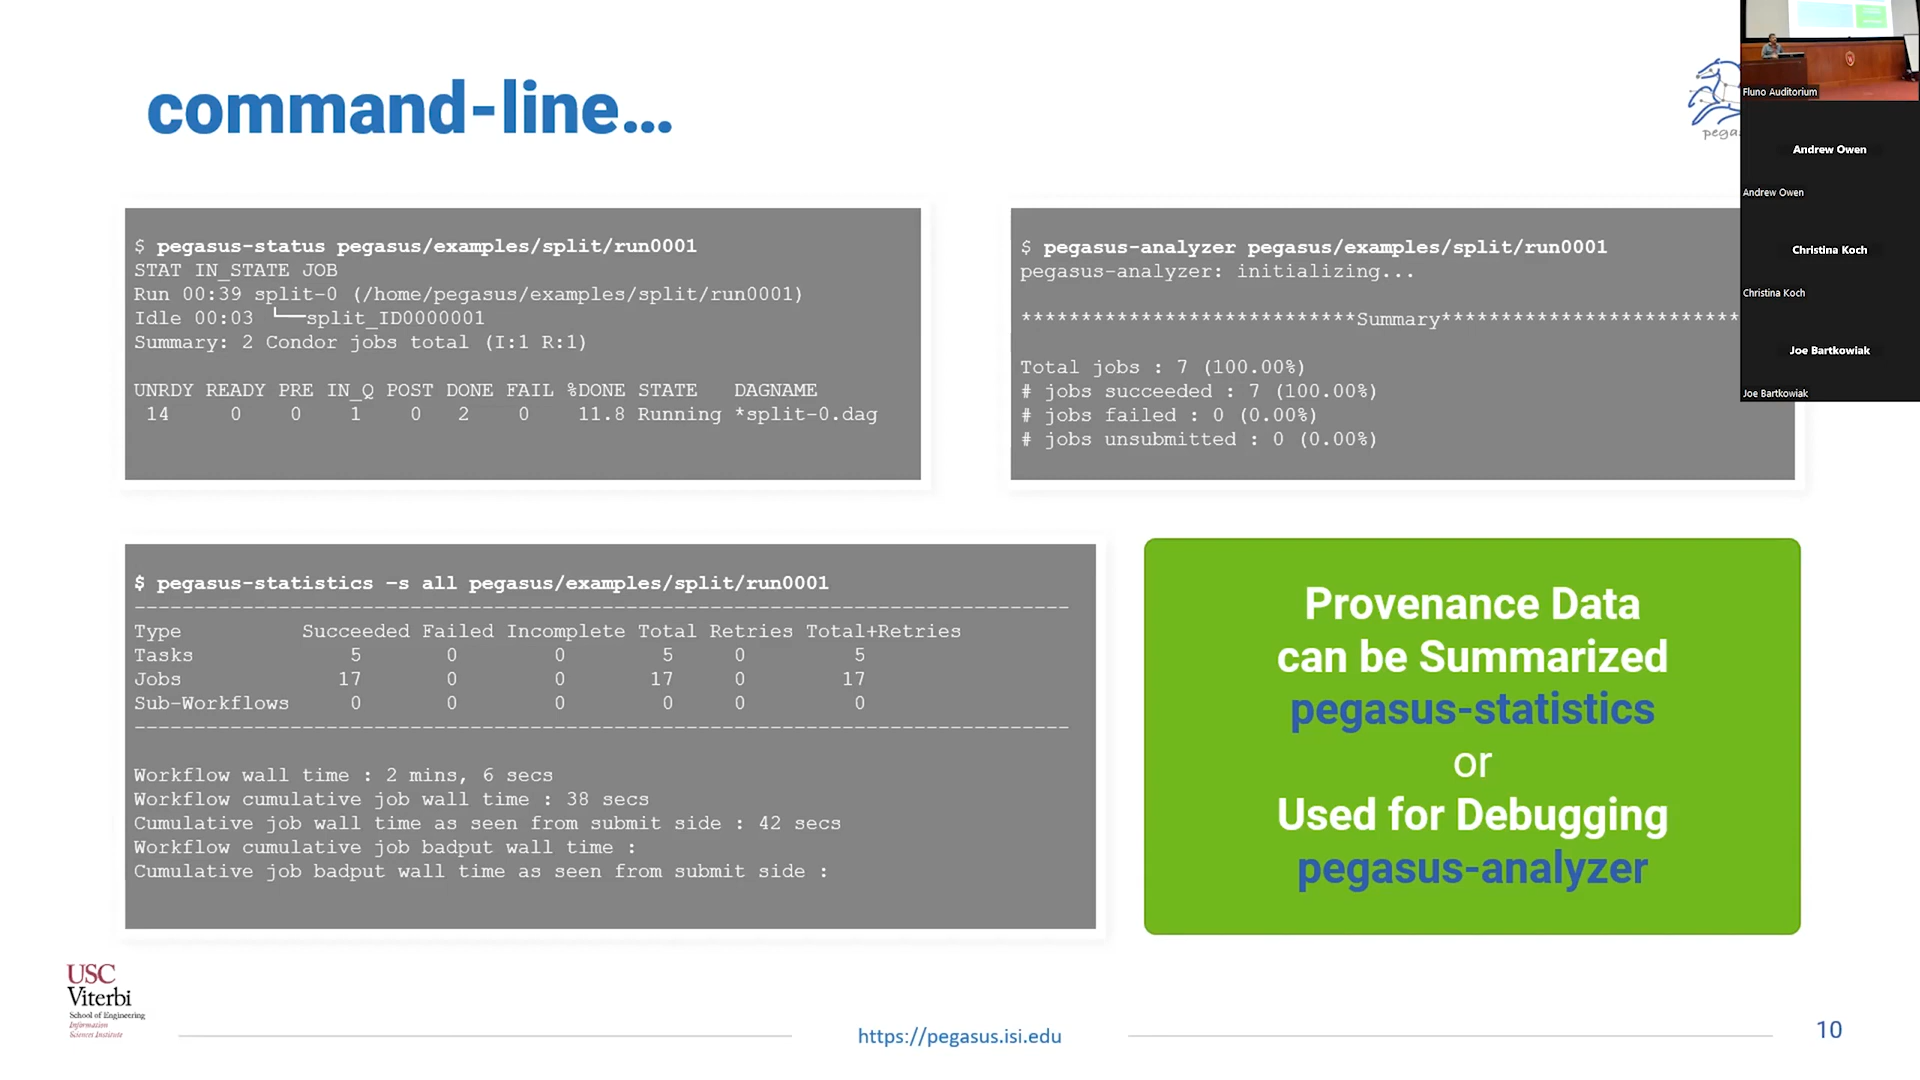 command-line…
$ pegasus-status pegasus/examples/split/run0001
STAT IN_STATE JOB
Run 00:39 split-0 (/home/pegasus/examples/split/run0001)
Idle 00:03 └──split_ID0000001
Summary: 2 Condor jobs total (I:1 R:1)
UNRDY READY PRE IN_Q POST DONE FAIL %DONE STATE DAGNAME
14 0 0 1 0 2 0 11.8 Running *split-0.dag
$ pegasus-analyzer pegasus/examples/split/run0001
pegasus-analyzer: initializing...
****************************Summary*************************
Total jobs : 7 (100.00%)
# jobs succeeded : 7 (100.00%)
# jobs failed : 0 (0.00%)
# jobs unsubmitted : 0 (0.00%)
$ pegasus-statistics –s all pegasus/examples/split/run0001
------------------------------------------------------------------------------
Type Succeeded Failed Incomplete Total Retries Total+Retries
Tasks 5 0 0 5 0 5
Jobs 17 0 0 17 0 17
Sub-Workflows 0 0 0 0 0 0
------------------------------------------------------------------------------
Workflow wall time : 2 mins, 6 secs
Workflow cumulative job wall time : 38 secs
Cumulative job wall time as seen from submit side : 42 secs
Workflow cumulative job badput wall time :
Cumulative job badput wall time as seen from submit side :
Provenance Data
can be Summarized
pegasus-statistics
or
Used for Debugging
pegasus-analyzer
Fluno Auditorium
Andrew Owen
Andrew Owen
Christina Koch
Christina Koch
Joe Bartkowiak
Joe Bartkowiak
USC
Viterbi
School of Engineering
Information
Sciences Institute
https://pegasus.isi.edu
10